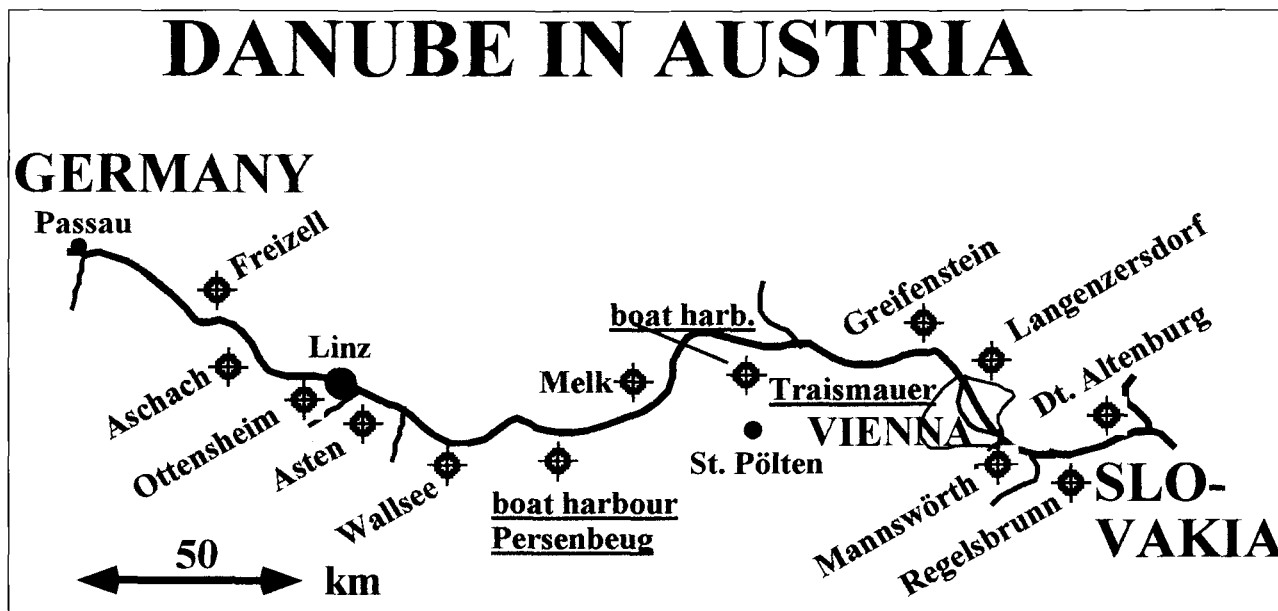 DANUBE IN AUSTRIA
GERMANY
Passau
Freizell
Linz
Aschach
Ottensheim
Asten
Wallsee
boat harbour
Persenbeug
Melk
boat harb.
Traismauer
St. Pölten
VIENNA
Greifenstein
Langenzersdorf
Dt. Altenburg
Mannswörth
Regelsbrunn
SLO-
VAKIA
50
km